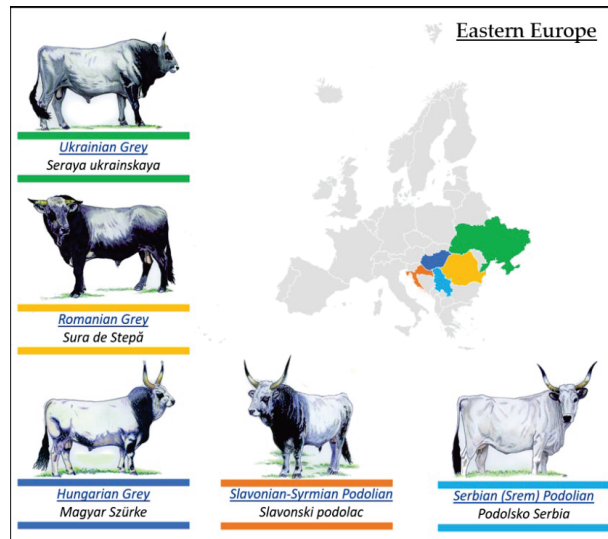 Eastern Europe
Ukrainian Grey
Seraya ukrainskaya
Romanian Grey
Sura de Stepă
Hungarian Grey
Magyar Szürke
Slavonian-Syrmian Podolian
Slavonski podolac
Serbian (Srem) Podolian
Podolsko Serbia